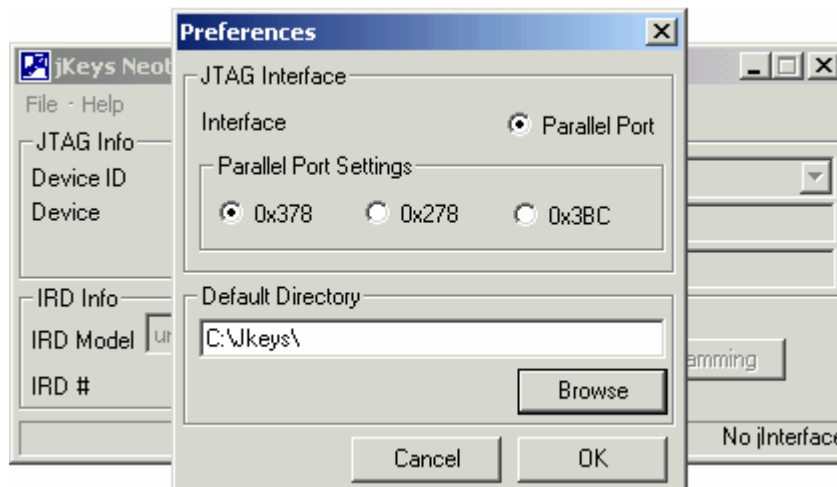 Preferences
jKeys Neob
File - Help
JTAG Interface
Interface
Parallel Port
Parallel Port Settings
0x378 0x278 0x3BC
Default Directory
C:\Jkeys\
Browse
Cancel OK
JTAG Info
Device ID
Device
IRD Info
IRD Model
IRD #
amming
No jInterface